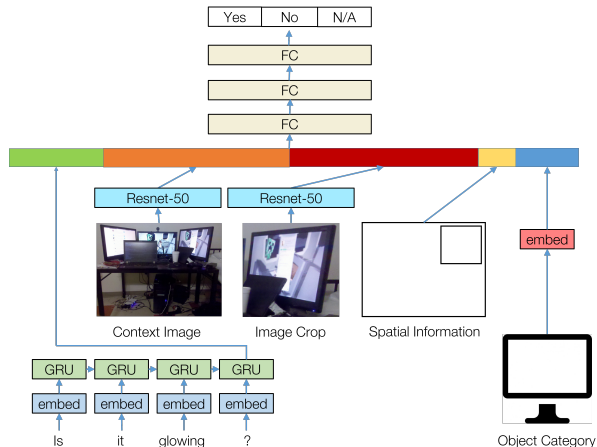 Yes No N/A
FC
FC
FC
Resnet-50 Resnet-50
embed
Context Image Image Crop Spatial Information
GRU GRU GRU GRU
embed embed embed embed
Is it glowing ? Object Category